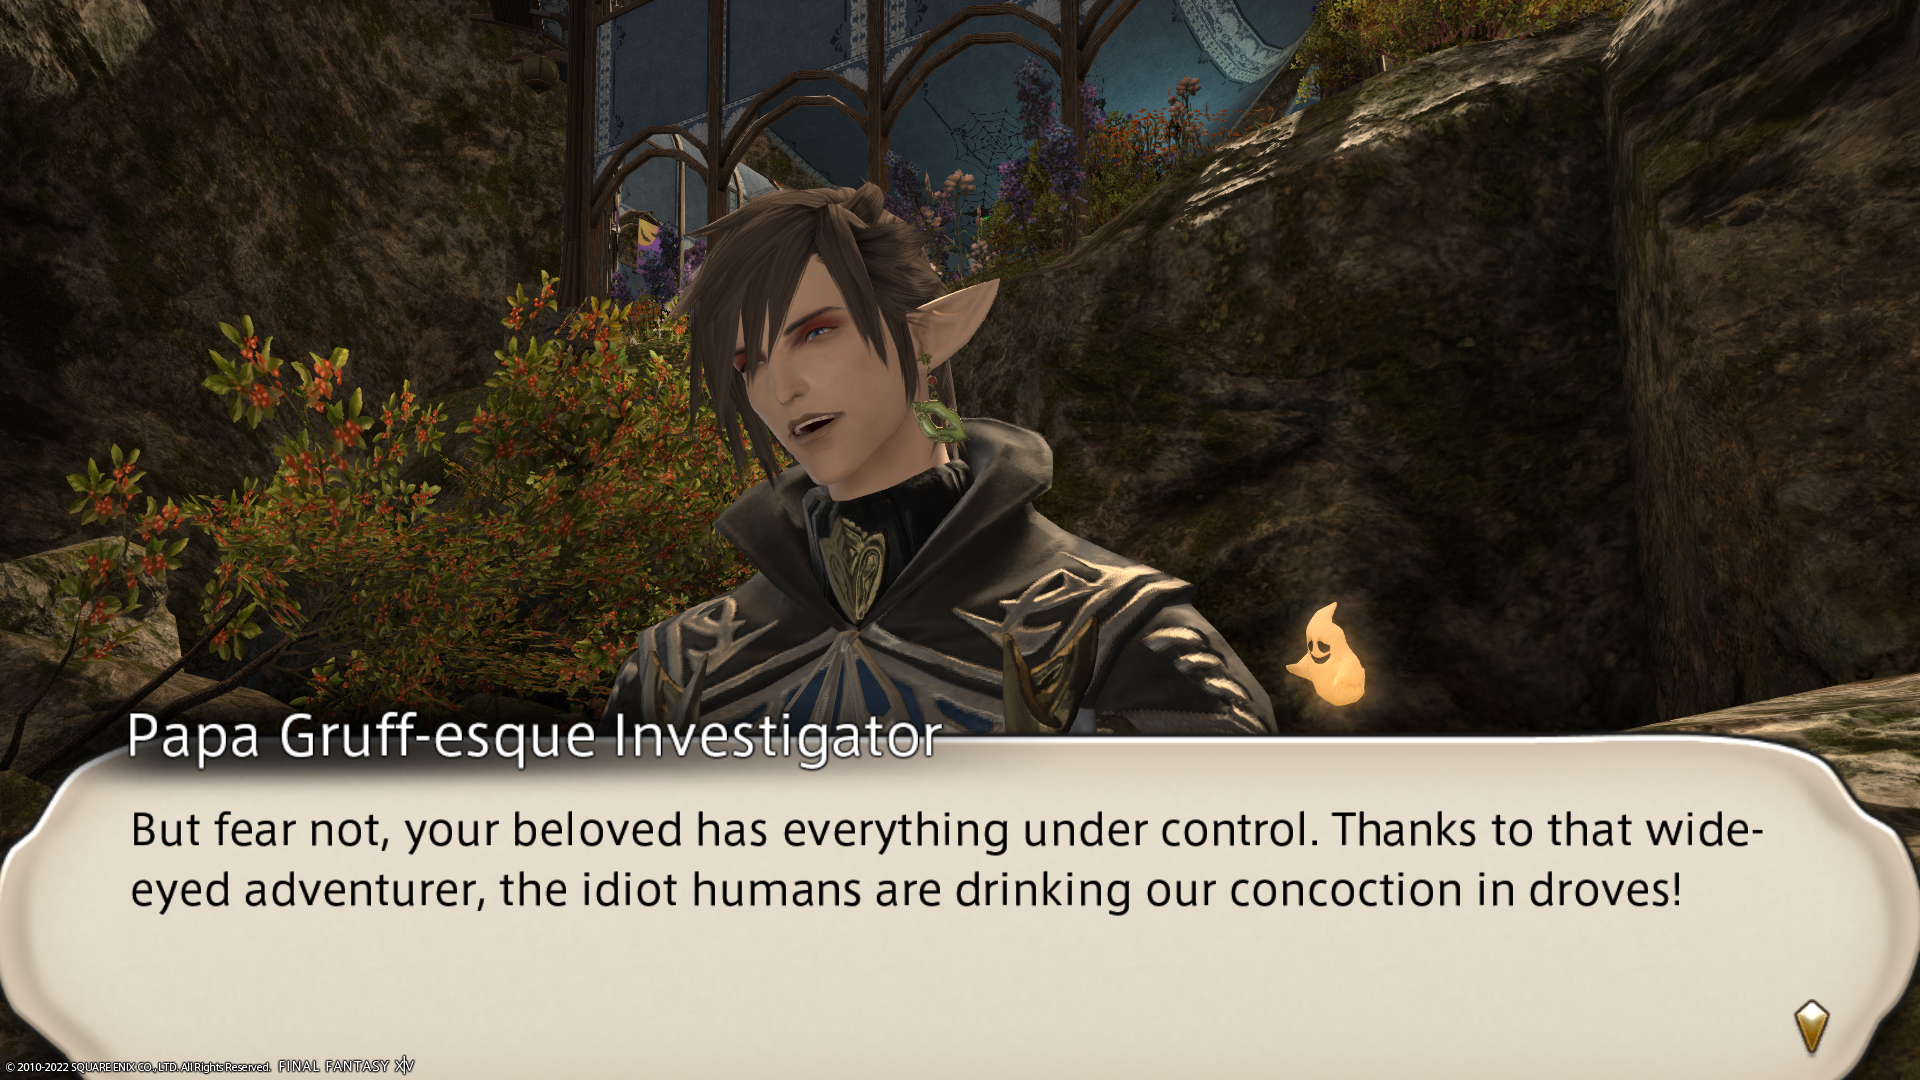 Papa Gruff-esque Investigator
But fear not, your beloved has everything under control. Thanks to that wide-
eyed adventurer, the idiot humans are drinking our concoction in droves!
© 2010-2022 SQUARE ENIX CO., LTD. All Rights Reserved. FINAL FANTASY XIV